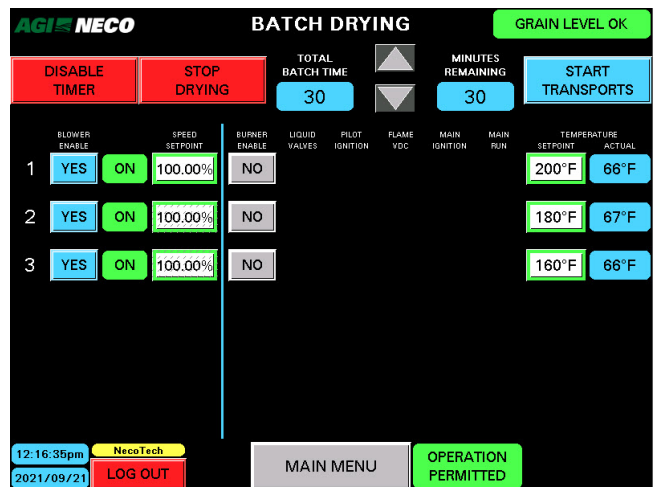 AGI NECO
BATCH DRYING
GRAIN LEVEL OK
DISABLE
TIMER
STOP
DRYING
TOTAL
BATCH TIME
30
MINUTES
REMAINING
30
START
TRANSPORTS
BLOWER
ENABLE
SPEED
SETPOINT
BURNER
ENABLE
LIQUID
VALVES
PILOT
IGNITION
FLAME
VDC
MAIN
IGNITION
MAIN
RUN
TEMPERATURE
SETPOINT ACTUAL
1 YES ON 100.00% NO 200°F 66°F
2 YES ON 100.00% NO 180°F 67°F
3 YES ON 100.00% NO 160°F 66°F
12:16:35pm NecoTech
2021/09/21 LOG OUT
MAIN MENU
OPERATION
PERMITTED